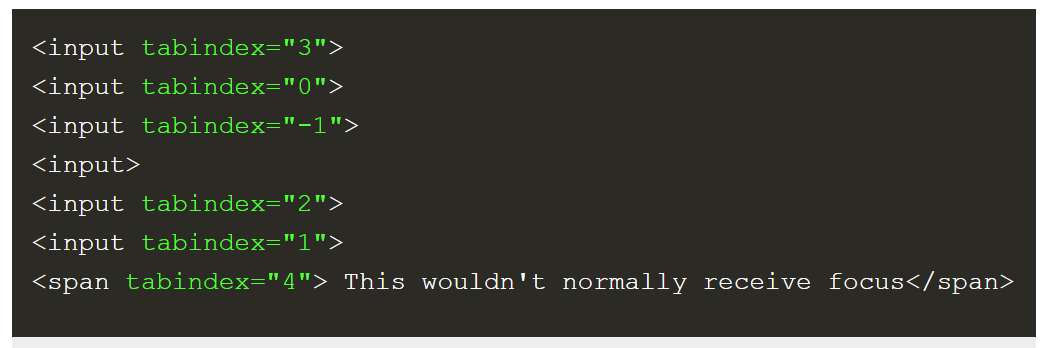 <input tabindex="3">
<input tabindex="0">
<input tabindex="-1">
<input>
<input tabindex="2">
<input tabindex="1">
<span tabindex="4"> This wouldn't normally receive focus</span>